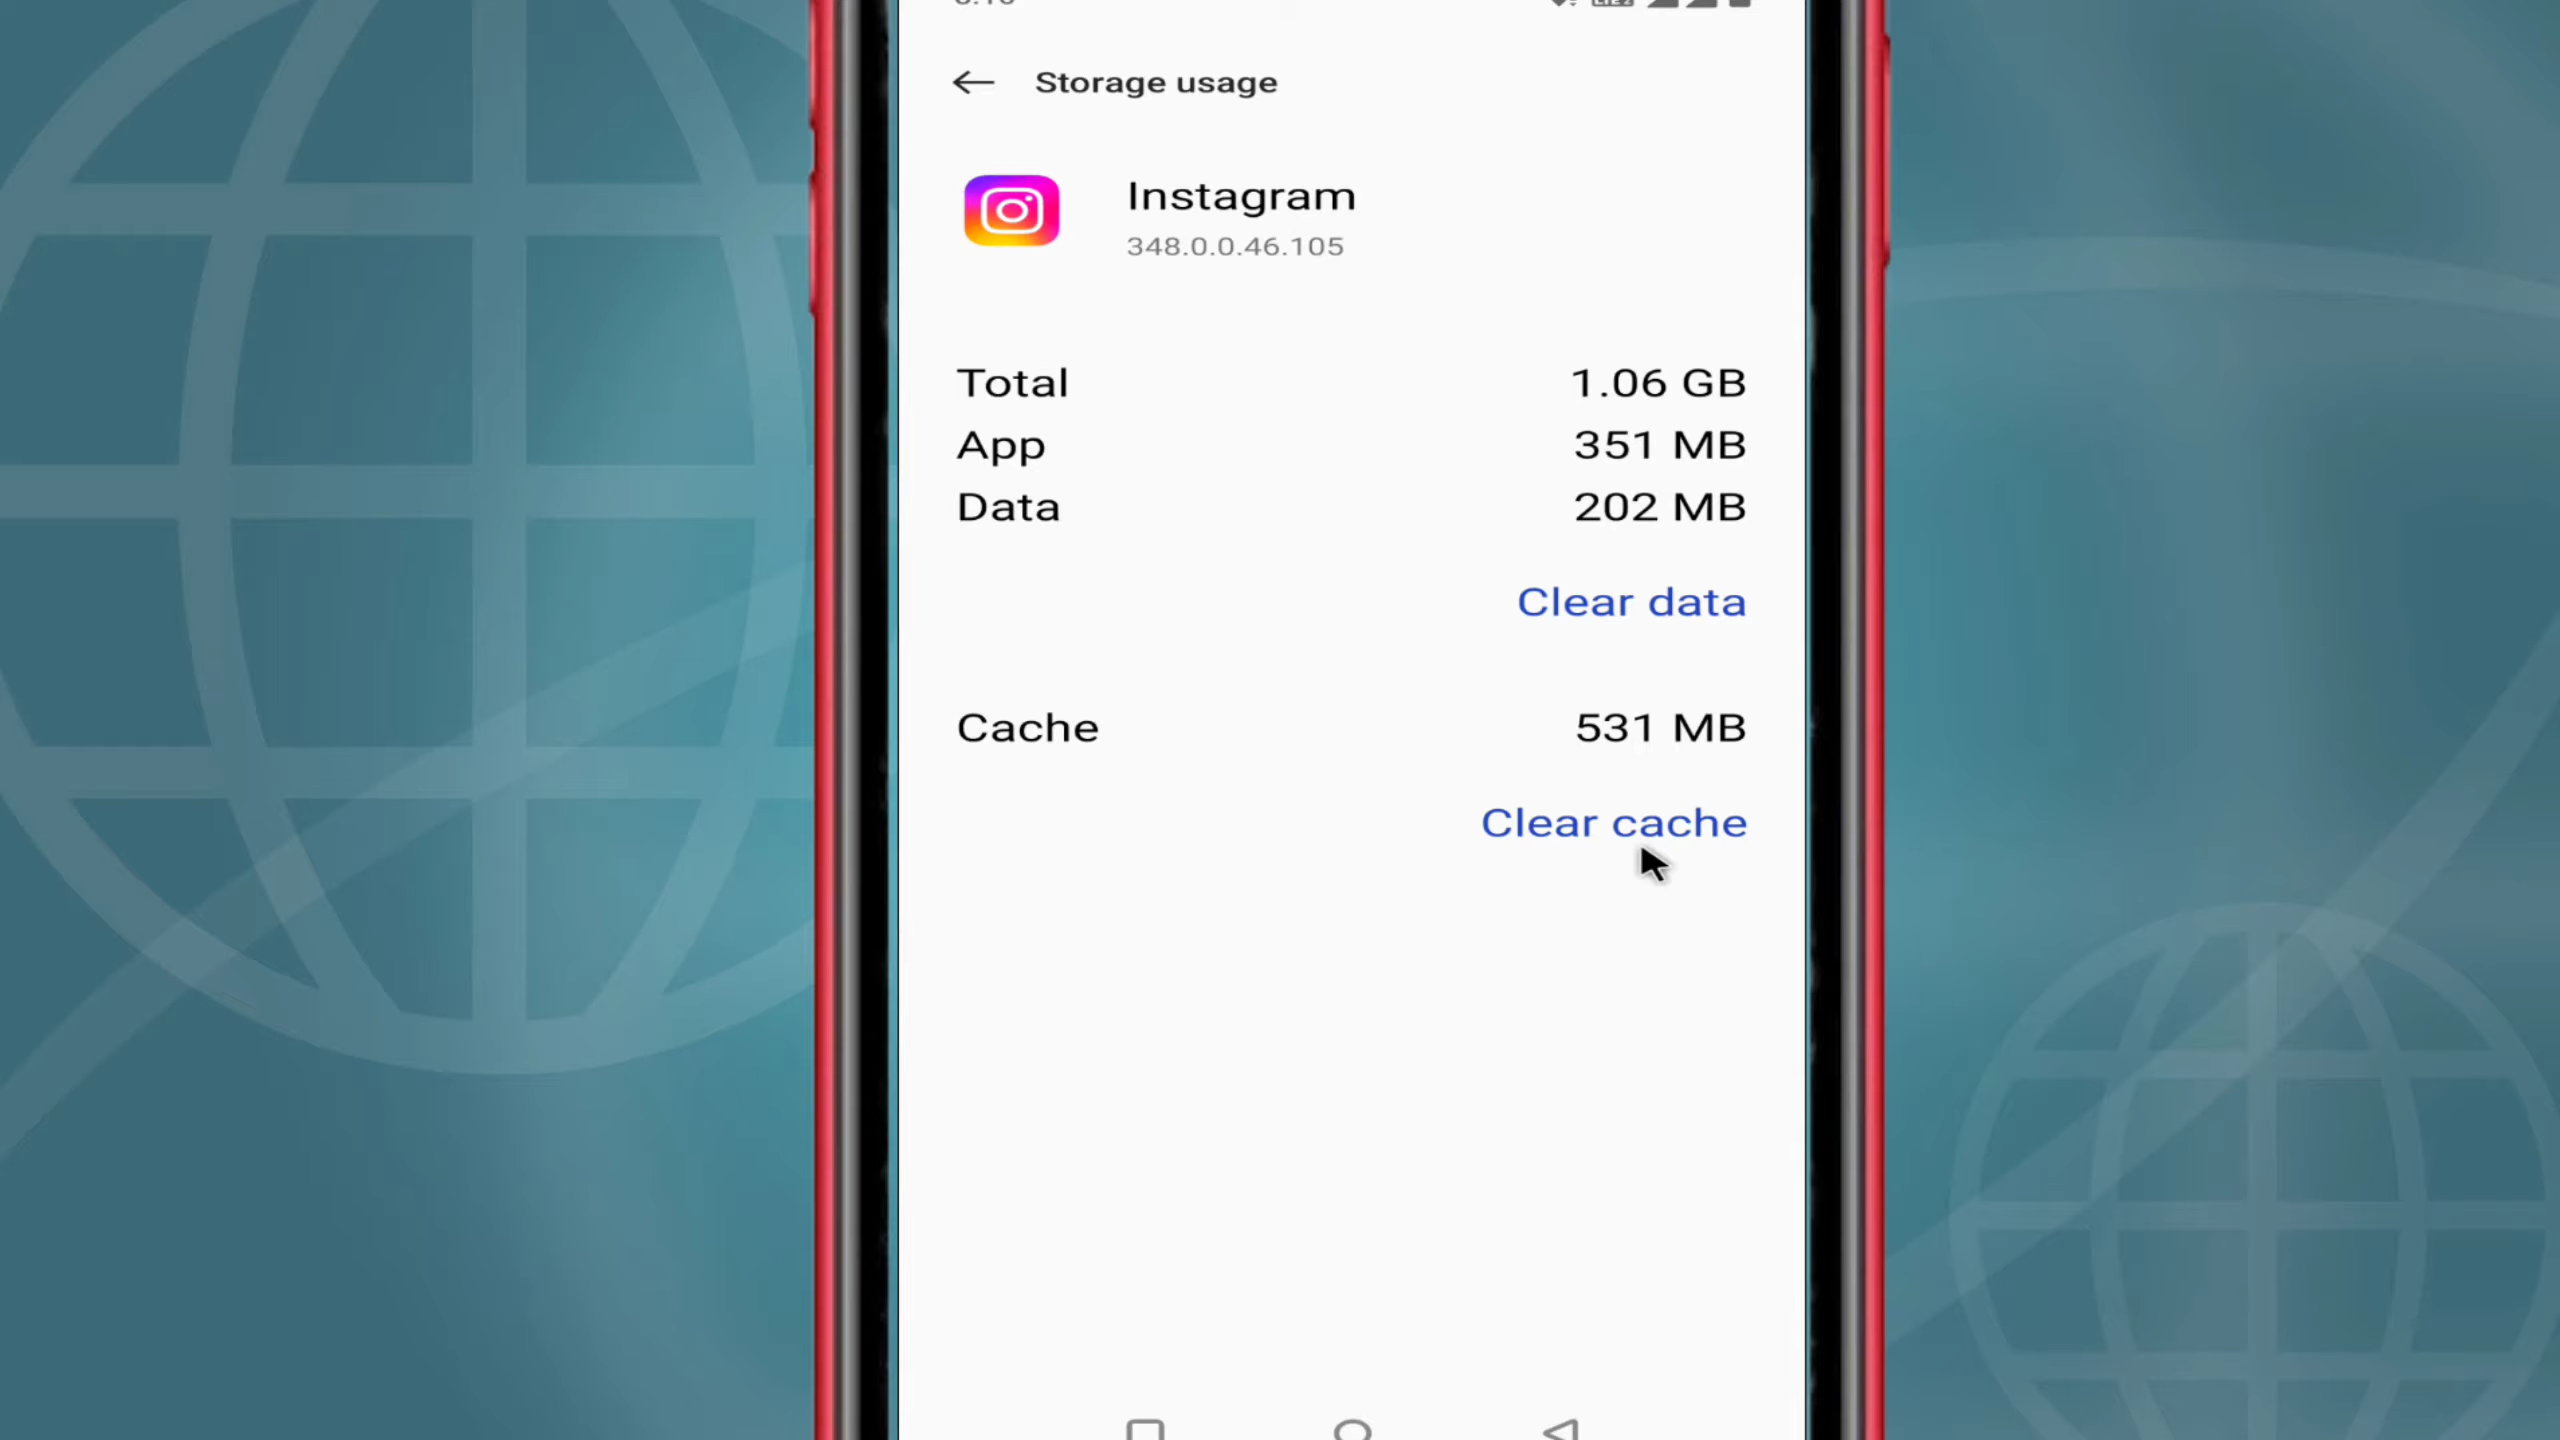 Storage usage
Instagram
348.0.0.46.105
Total 1.06 GB
App 351 MB
Data 202 MB
Clear data
Cache 531 MB
Clear cache